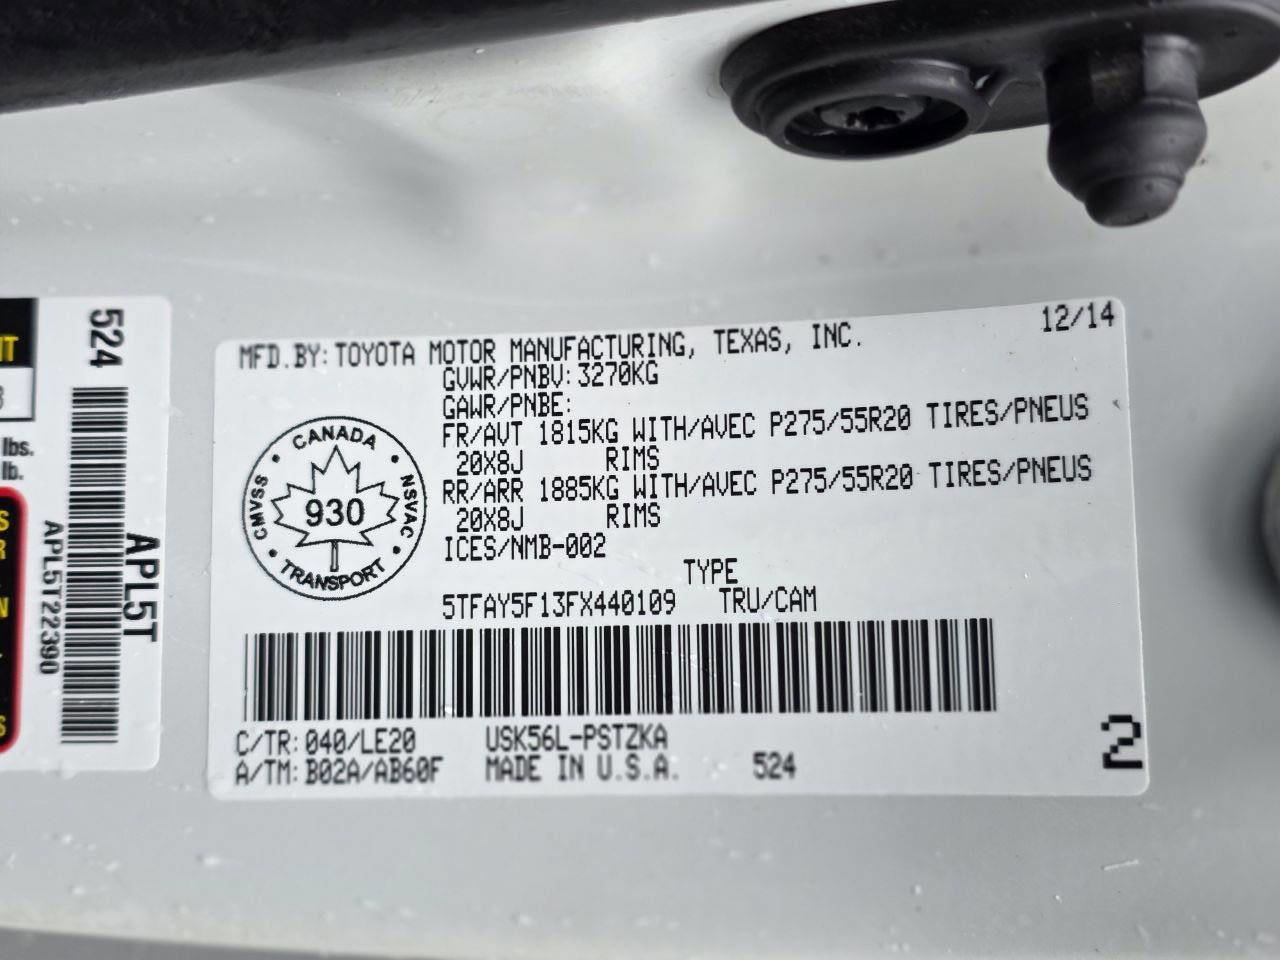 524
lbs.
lb.
APL5T
APL5T22390
12/14
MFD.BY: TOYOTA MOTOR MANUFACTURING, TEXAS, INC.
GVWR/PNBV: 3270KG
GAWR/PNBE:
FR/AVT 1815KG WITH/AVEC P275/55R20 TIRES/PNEUS
20X8J RIMS
RR/ARR 1885KG WITH/AVEC P275/55R20 TIRES/PNEUS
20X8J RIMS
ICES/NMB-002
CANADA
CMVSS
NSVAC
930
TRANSPORT
TYPE
5TFAY5F13FX440109 TRU/CAM
C/TR: 040/LE20 USK56L-PSTZKA
A/TM: B02A/AB60F MADE IN U.S.A. 524
2